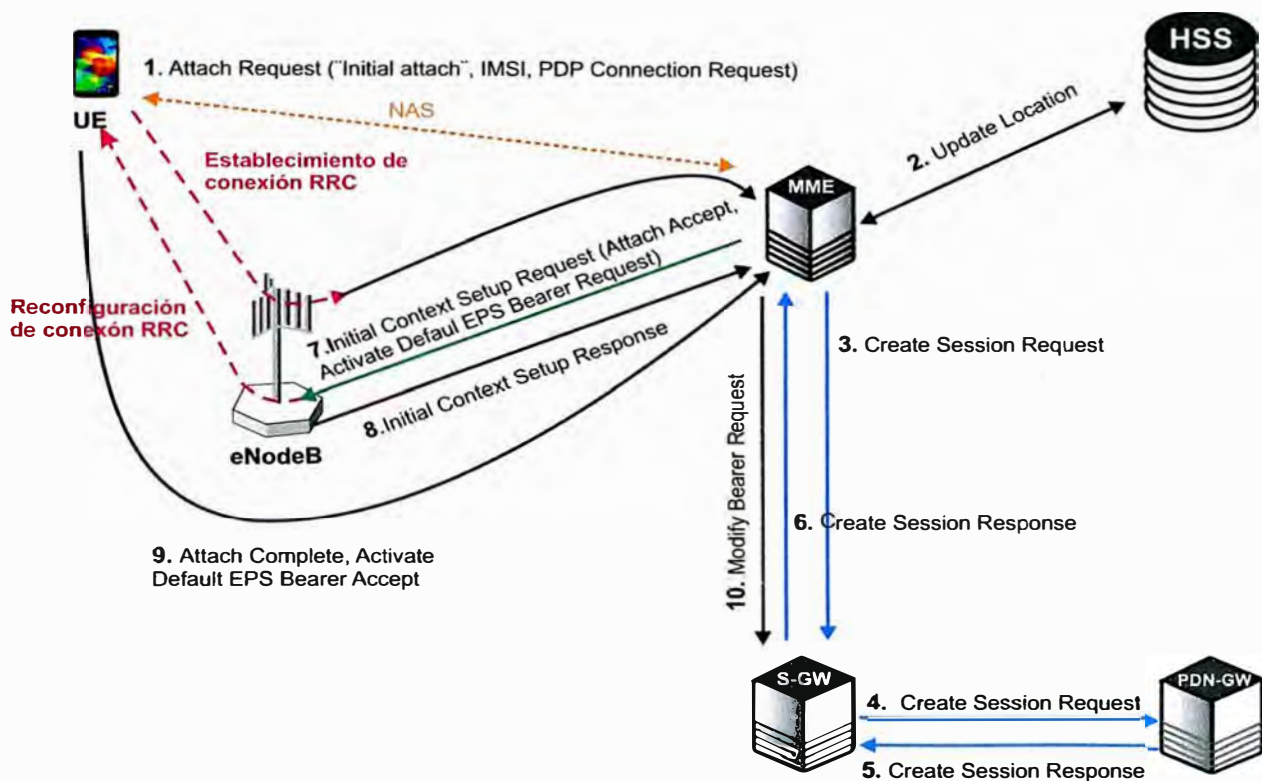 HSS
1. Attach Request ("Initial attach", IMSI, PDP Connection Request)
UE
NAS
2. Update Location
Establecimiento de
conexión RRC
MME
7.Initial Context Setup Request (Attach Accept,
Activate Defaul EPS Bearer Request)
Reconfiguración
de conexón RRC
8.Initial Context Setup Response
3. Create Session Request
eNodeB
10. Modify Bearer Request
6. Create Session Response
9. Attach Complete, Activate
Default EPS Bearer Accept
S-GW
PDN-GW
4. Create Session Request
5. Create Session Response